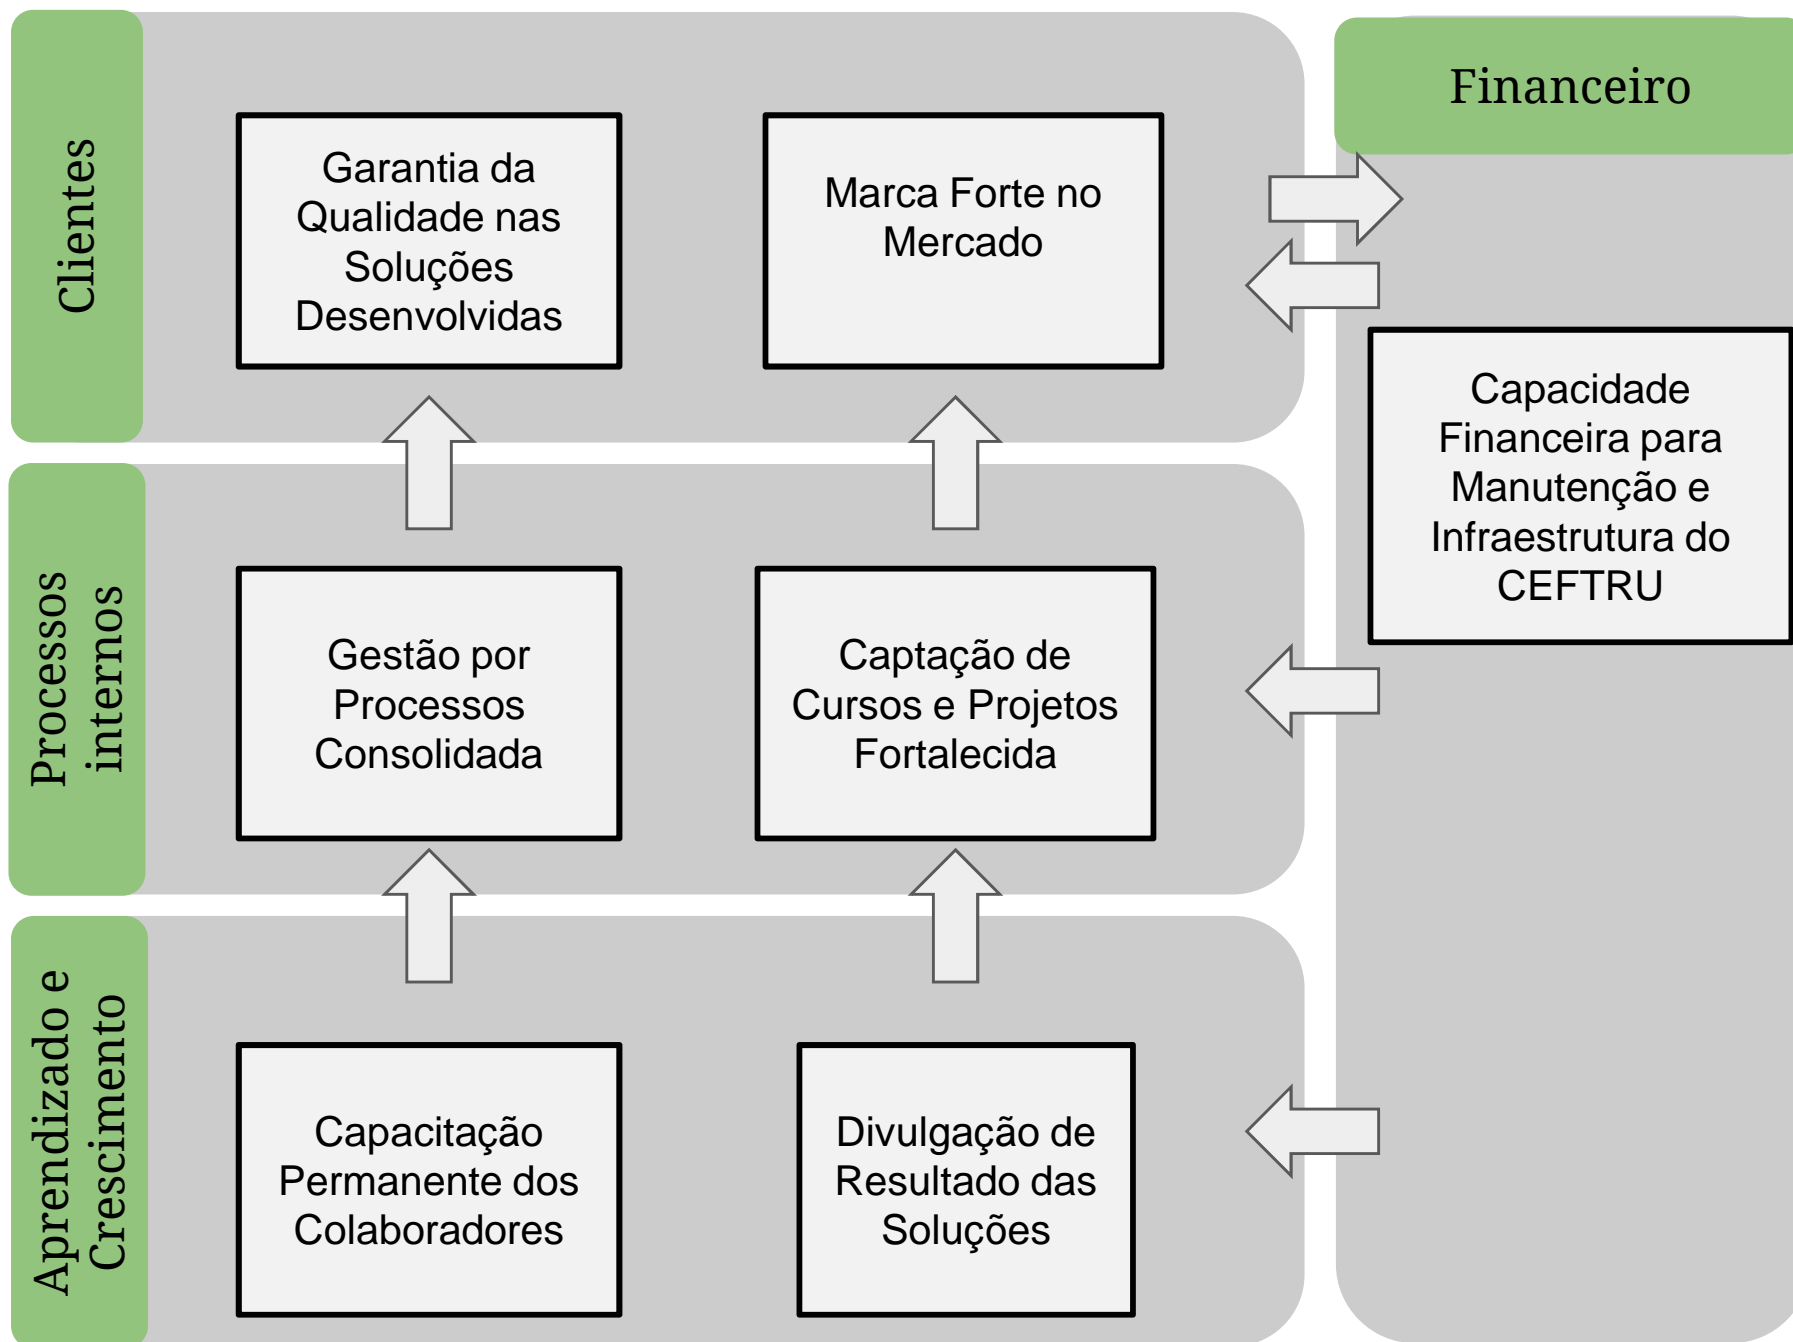 Clientes
Garantia da
Qualidade nas
Soluções
Desenvolvidas
Marca Forte no
Mercado
Financeiro
Capacidade
Financeira para
Manutenção e
Infraestrutura do
CEFTRU
Processos
internos
Gestão por
Processos
Consolidada
Captação de
Cursos e Projetos
Fortalecida
Aprendizado e
Crescimento
Capacitação
Permanente dos
Colaboradores
Divulgação de
Resultado das
Soluções